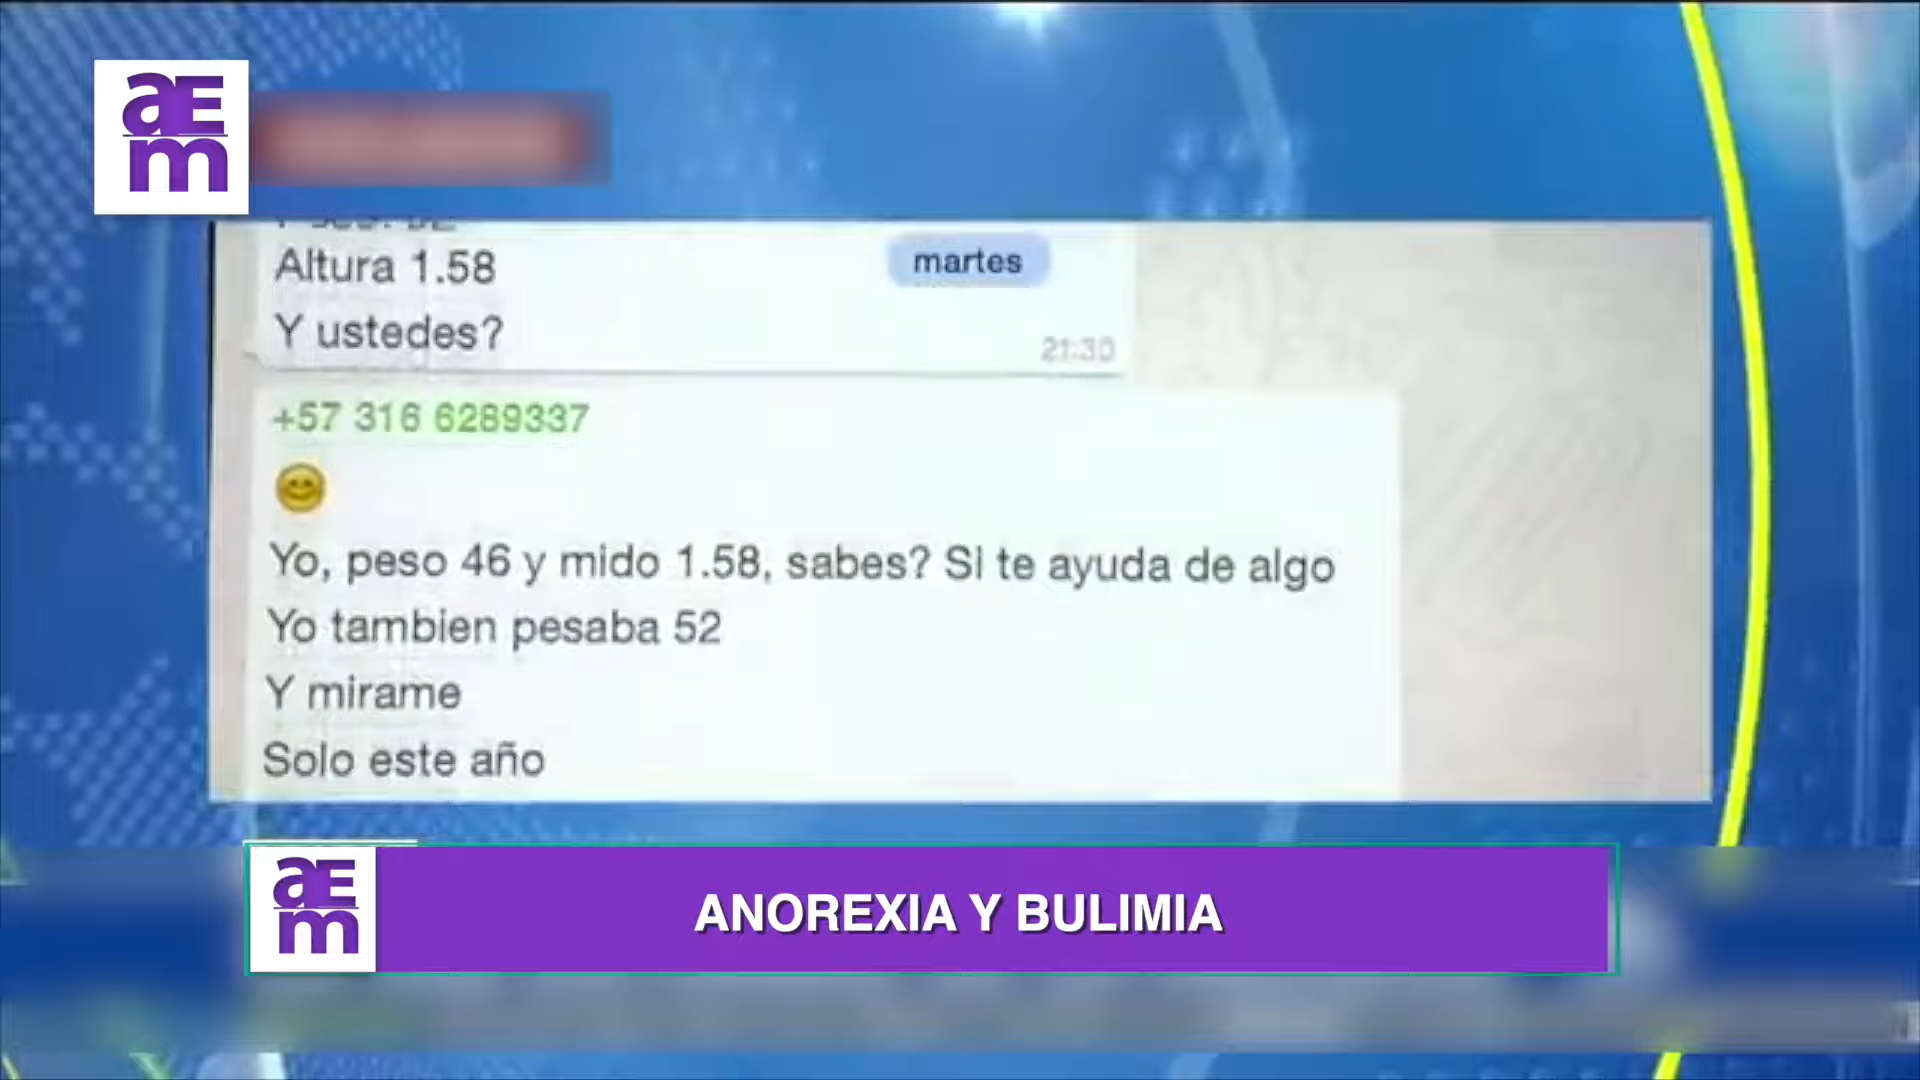 aEm
Altura 1.58
martes
Y ustedes?
21:30
+57 316 6289337
Yo, peso 46 y mido 1.58, sabes? Si te ayuda de algo
Yo tambien pesaba 52
Y mirame
Solo este año
aEm
ANOREXIA Y BULIMIA